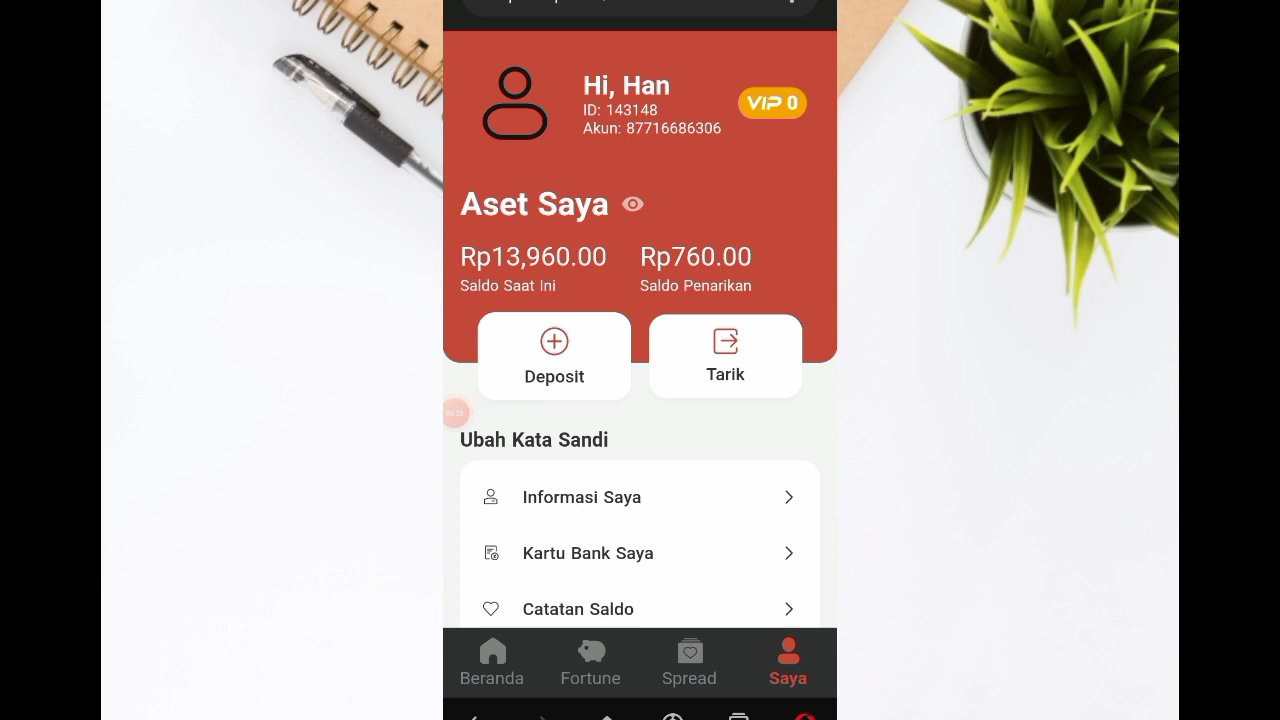 Hi, Han
ID: 143148
Akun: 87716686306
VIP 0
Aset Saya
Rp13,960.00
Rp760.00
Saldo Saat Ini
Saldo Penarikan
Deposit
Tarik
Ubah Kata Sandi
Informasi Saya
Kartu Bank Saya
Catatan Saldo
Beranda
Fortune
Spread
Saya